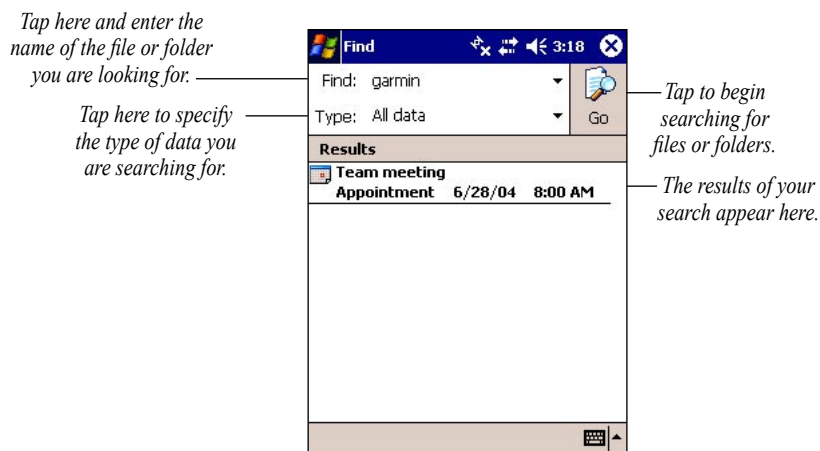 Tap here and enter the
name of the file or folder
you are looking for.
Tap here to specify
the type of data you
are searching for.
Find 3:18
Find: garmin
Type: All data
Go
Results
Team meeting
Appointment 6/28/04 8:00 AM
Tap to begin
searching for
files or folders.
The results of your
search appear here.